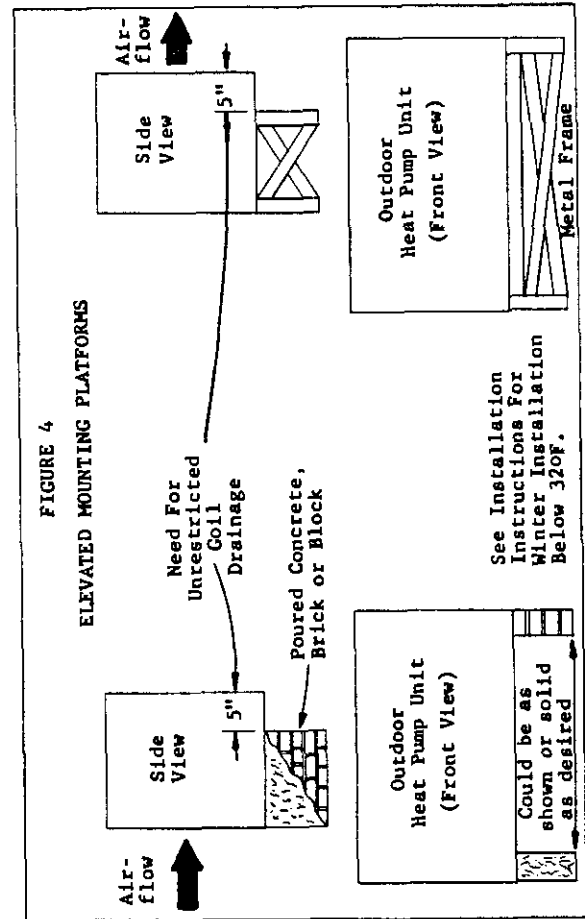 FIGURE 4
ELEVATED MOUNTING PLATFORMS
Air-
flow
Side
View
5"
Need For
Unrestricted
Goil
Drainage
5"
Side
View
Air-
flow
Poured Concrete,
Brick or Block
Outdoor
Heat Pump Unit
(Front View)
Could be as
shown or solid
as desired
See Installation
Instructions For
Winter Installation
Below 32OF.
Outdoor
Heat Pump Unit
(Front View)
Metal Frame